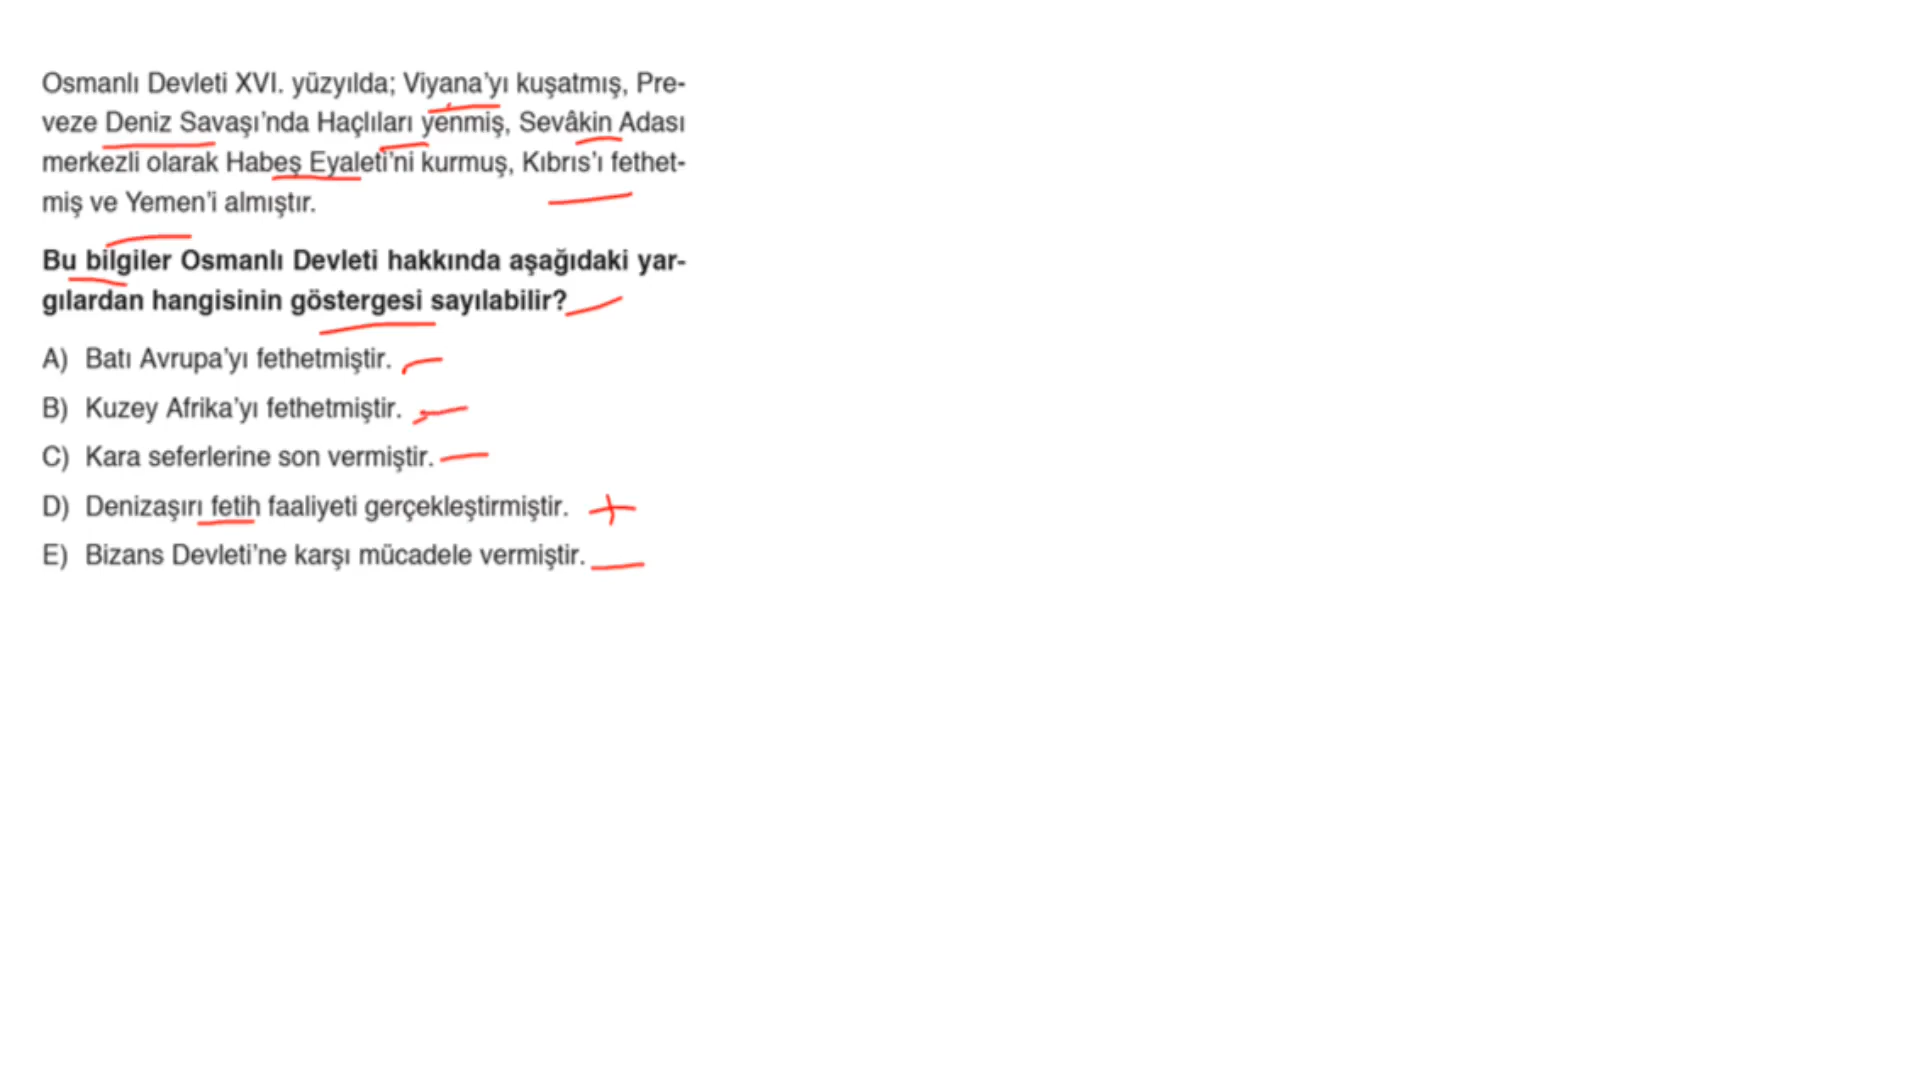 Osmanlı Devleti XVI. yüzyılda; Viyana'yı kuşatmış, Pre-
veze Deniz Savaşı'nda Haçlıları yenmiş, Sevâkin Adası
merkezli olarak Habeş Eyaleti'ni kurmuş, Kıbrıs'ı fethet-
miş ve Yemen'i almıştır.
Bu bilgiler Osmanlı Devleti hakkında aşağıdaki yar-
gılardan hangisinin göstergesi sayılabilir?
A) Batı Avrupa'yı fethetmiştir.
B) Kuzey Afrika'yı fethetmiştir.
C) Kara seferlerine son vermiştir.
D) Denizaşırı fetih faaliyeti gerçekleştirmiştir.
E) Bizans Devleti'ne karşı mücadele vermiştir.